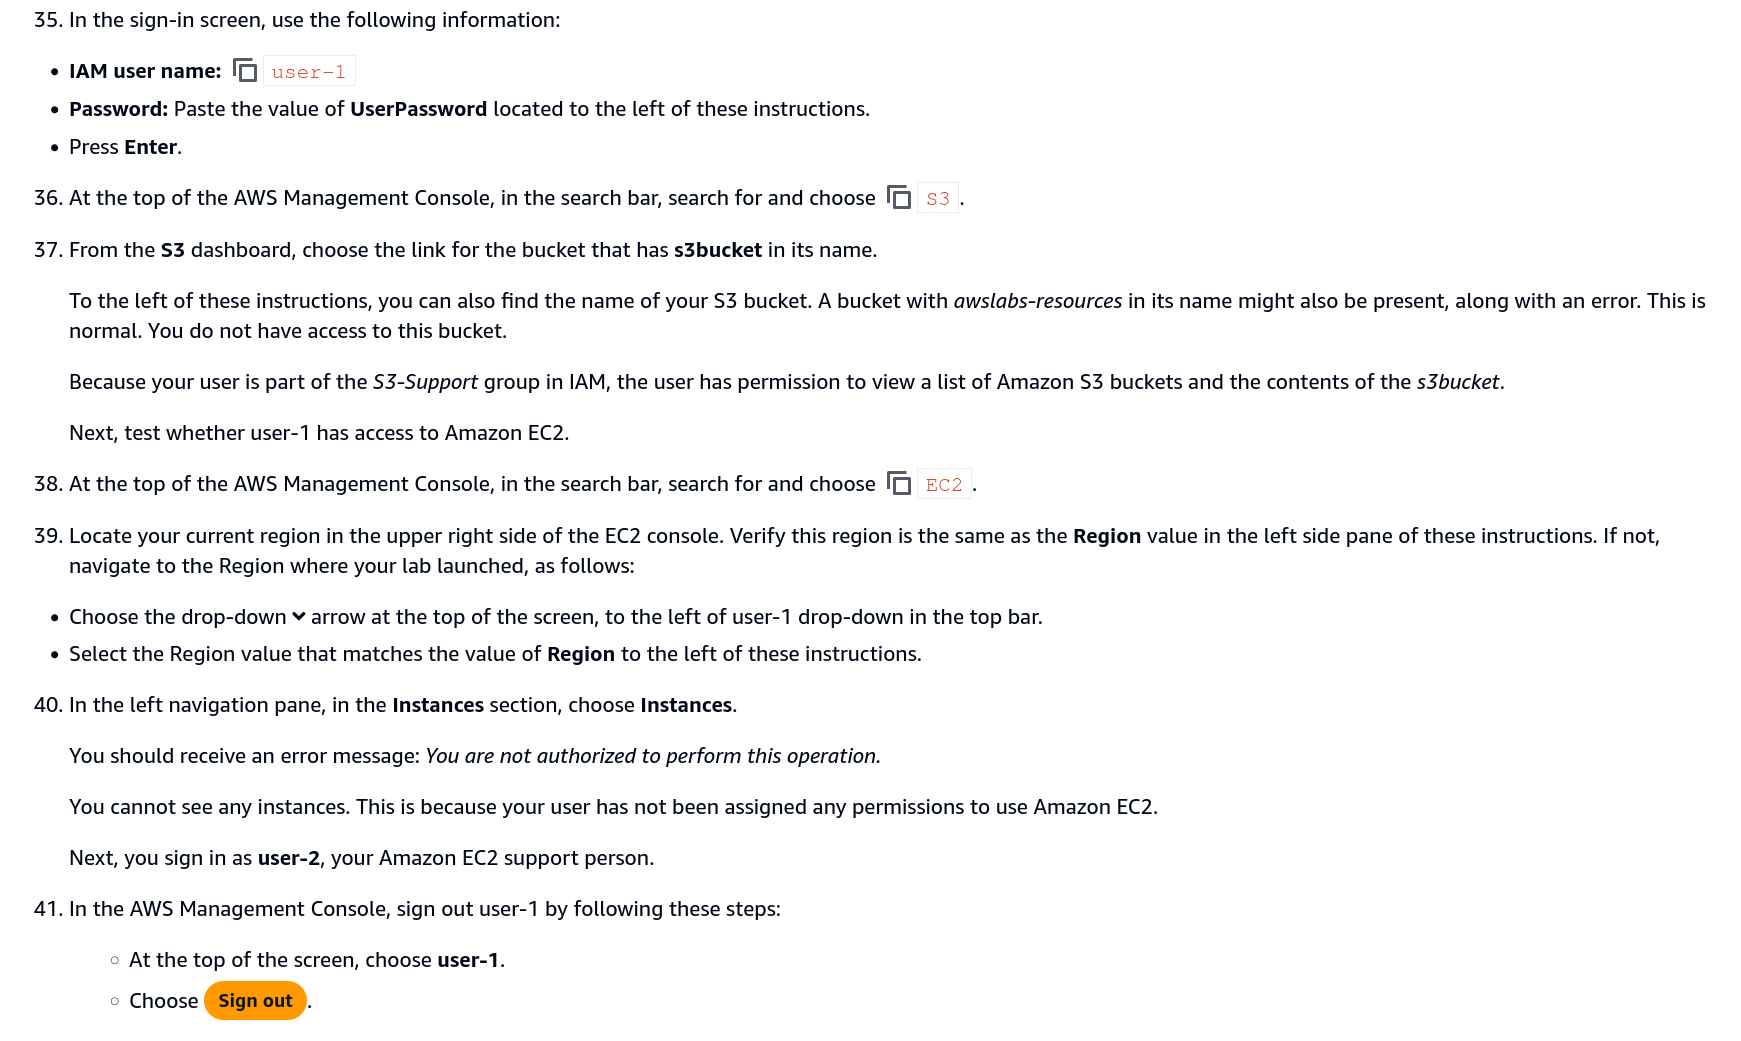 35. In the sign-in screen, use the following information:
• IAM user name: user-1
• Password: Paste the value of UserPassword located to the left of these instructions.
• Press Enter.
36. At the top of the AWS Management Console, in the search bar, search for and choose S3.
37. From the S3 dashboard, choose the link for the bucket that has s3bucket in its name.
To the left of these instructions, you can also find the name of your S3 bucket. A bucket with awslabs-resources in its name might also be present, along with an error. This is
normal. You do not have access to this bucket.
Because your user is part of the S3-Support group in IAM, the user has permission to view a list of Amazon S3 buckets and the contents of the s3bucket.
Next, test whether user-1 has access to Amazon EC2.
38. At the top of the AWS Management Console, in the search bar, search for and choose EC2.
39. Locate your current region in the upper right side of the EC2 console. Verify this region is the same as the Region value in the left side pane of these instructions. If not,
navigate to the Region where your lab launched, as follows:
• Choose the drop-down arrow at the top of the screen, to the left of user-1 drop-down in the top bar.
• Select the Region value that matches the value of Region to the left of these instructions.
40. In the left navigation pane, in the Instances section, choose Instances.
You should receive an error message: You are not authorized to perform this operation.
You cannot see any instances. This is because your user has not been assigned any permissions to use Amazon EC2.
Next, you sign in as user-2, your Amazon EC2 support person.
41. In the AWS Management Console, sign out user-1 by following these steps:
◦ At the top of the screen, choose user-1.
◦ Choose Sign out.